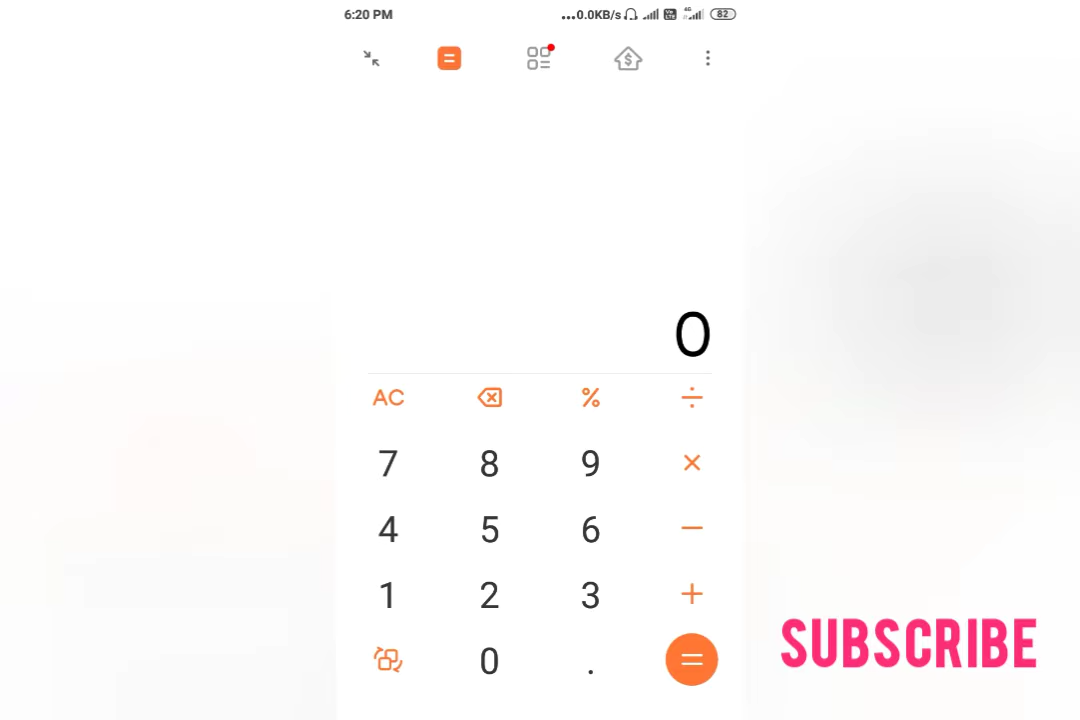 6:20 PM ...0.0KB/s 4G 82
0
AC % ÷
7 8 9 ×
4 5 6 −
1 2 3 +
0 . =
SUBSCRIBE